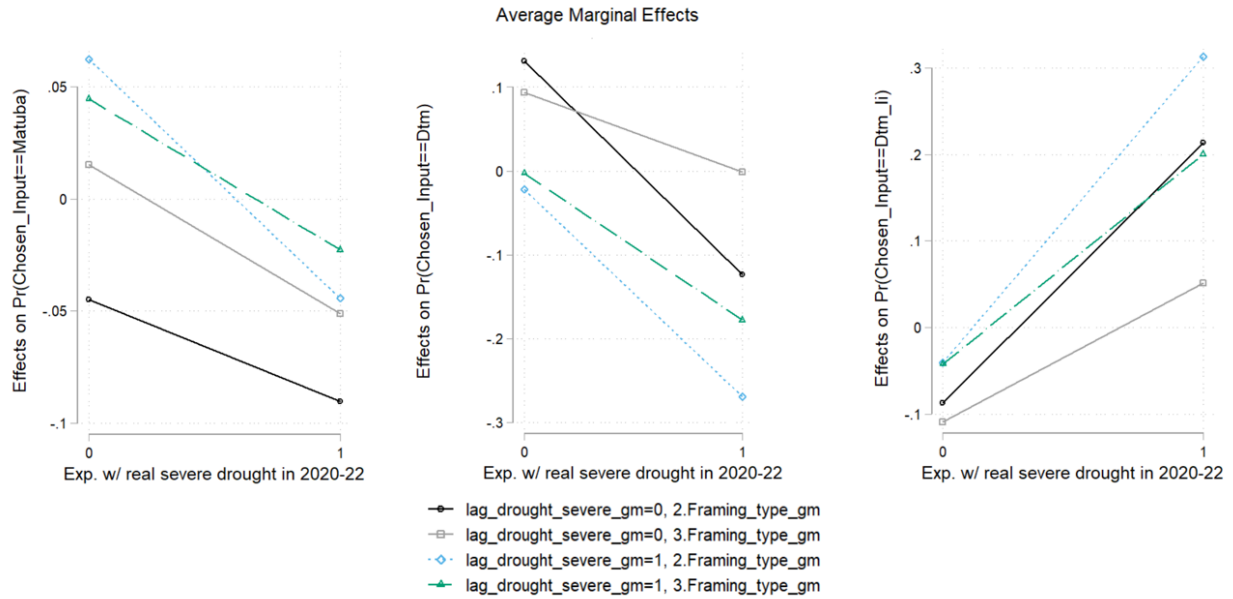 Average Marginal Effects
Effects on Pr(Chosen_Input==Matuba)
.05
0
-.05
-.1
0
1
Exp. w/ real severe drought in 2020-22
Effects on Pr(Chosen_Input==Dtm)
.1
0
-.1
-.2
-.3
0
1
Exp. w/ real severe drought in 2020-22
Effects on Pr(Chosen_Input==Dtm_Ii)
.3
.2
.1
0
-.1
0
1
Exp. w/ real severe drought in 2020-22
lag_drought_severe_gm=0, 2.Framing_type_gm
lag_drought_severe_gm=0, 3.Framing_type_gm
lag_drought_severe_gm=1, 2.Framing_type_gm
lag_drought_severe_gm=1, 3.Framing_type_gm